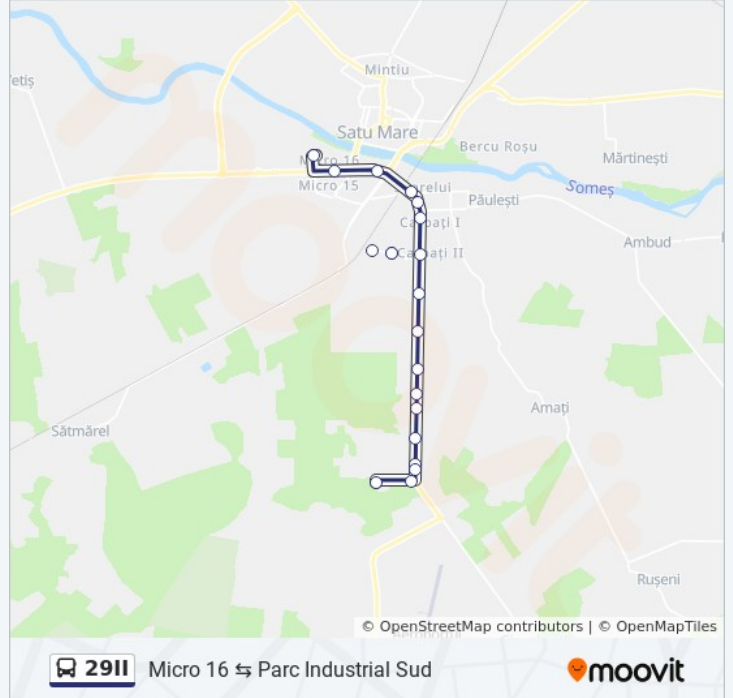 etiș
Mintiu
Satu Mare
Bercu Roșu
Micro 16
Mărtinești
Micro 15
Someș
Păulești
Carpați I
Ambud
Carpați II
Amați
Sătmărel
Rușeni
© OpenStreetMap contributors | © OpenMapTiles
29II Micro 16 ⇆ Parc Industrial Sud
moovit